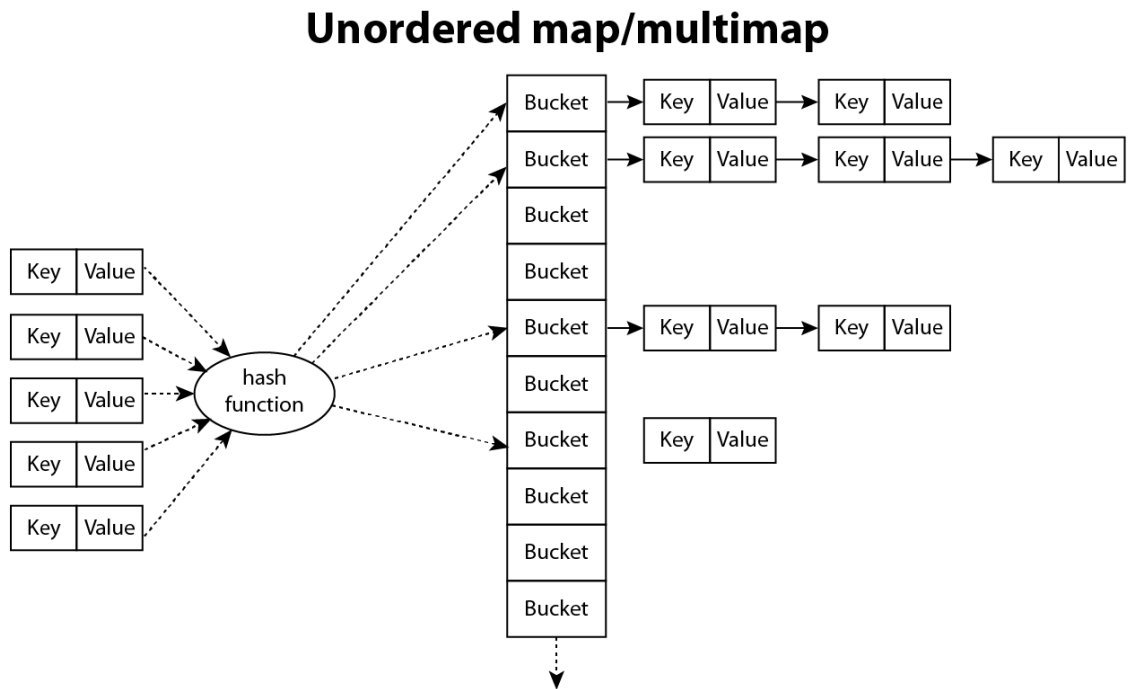 Unordered map/multimap
Bucket Key Value Key Value
Bucket Key Value Key Value Key Value
Bucket
Key Value Bucket
Key Value Bucket Key Value Key Value
hash
function
Key Value Bucket
Key Value Bucket Key Value
Bucket
Key Value Bucket
Bucket